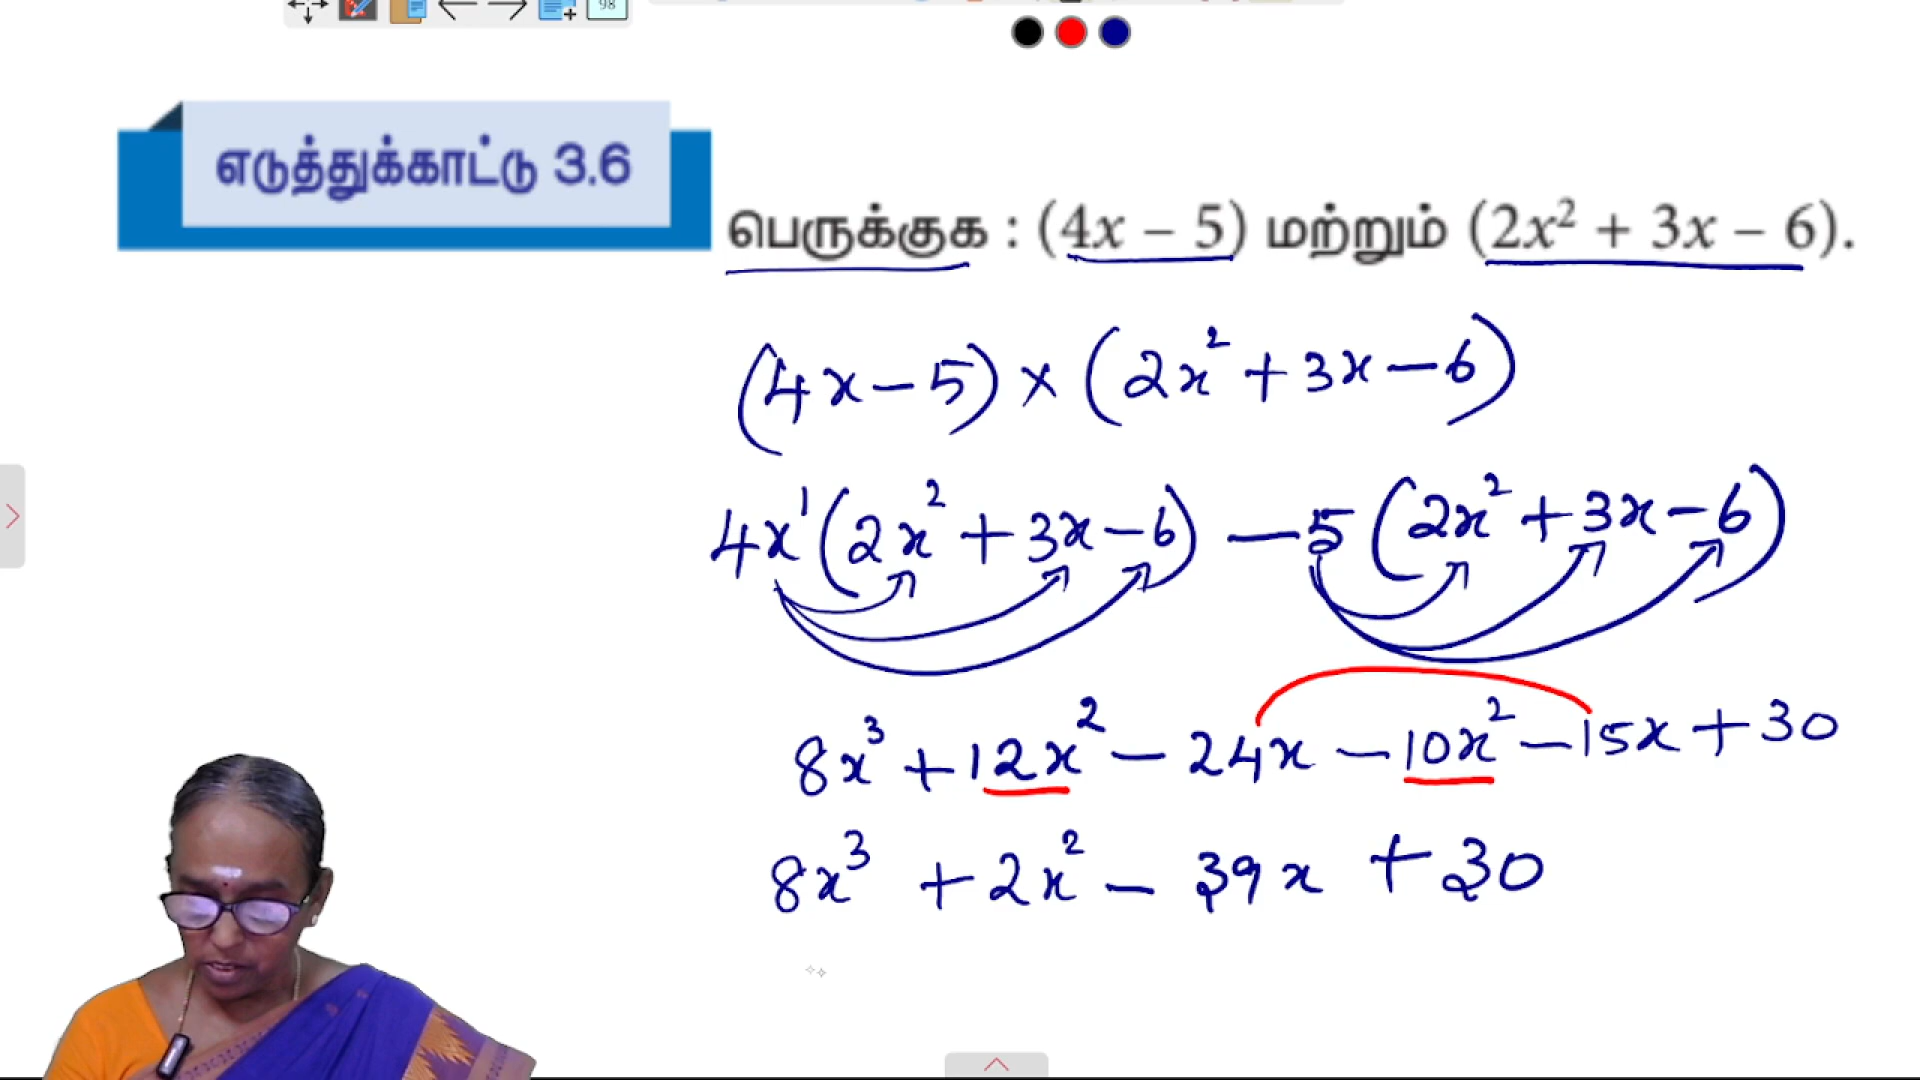 98
எடுத்துக்காட்டு 3.6
பெருக்குக : (4x – 5) மற்றும் (2x² + 3x – 6).
(4x – 5) × (2x² + 3x – 6)
4x¹(2x² + 3x – 6) – 5(2x² + 3x – 6)
8x³ + 12x² – 24x – 10x² – 15x + 30
8x³ + 2x² – 39x + 30